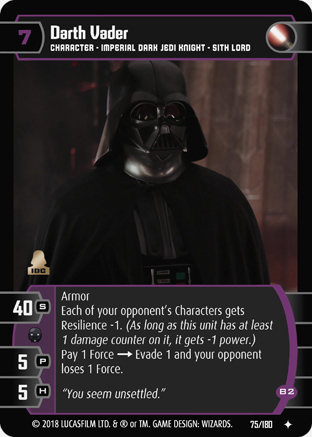 7
Darth Vader
CHARACTER - IMPERIAL DARK JEDI KNIGHT - SITH LORD
IDC
40 S
Armor
Each of your opponent's Characters gets
Resilience -1. (As long as this unit has at least
1 damage counter on it, it gets -1 power.)
5 P
Pay 1 Force → Evade 1 and your opponent
loses 1 Force.
5 H
"You seem unsettled."
B2
© 2018 LUCASFILM LTD. & ® or TM. GAME DESIGN: WIZARDS.
75/180